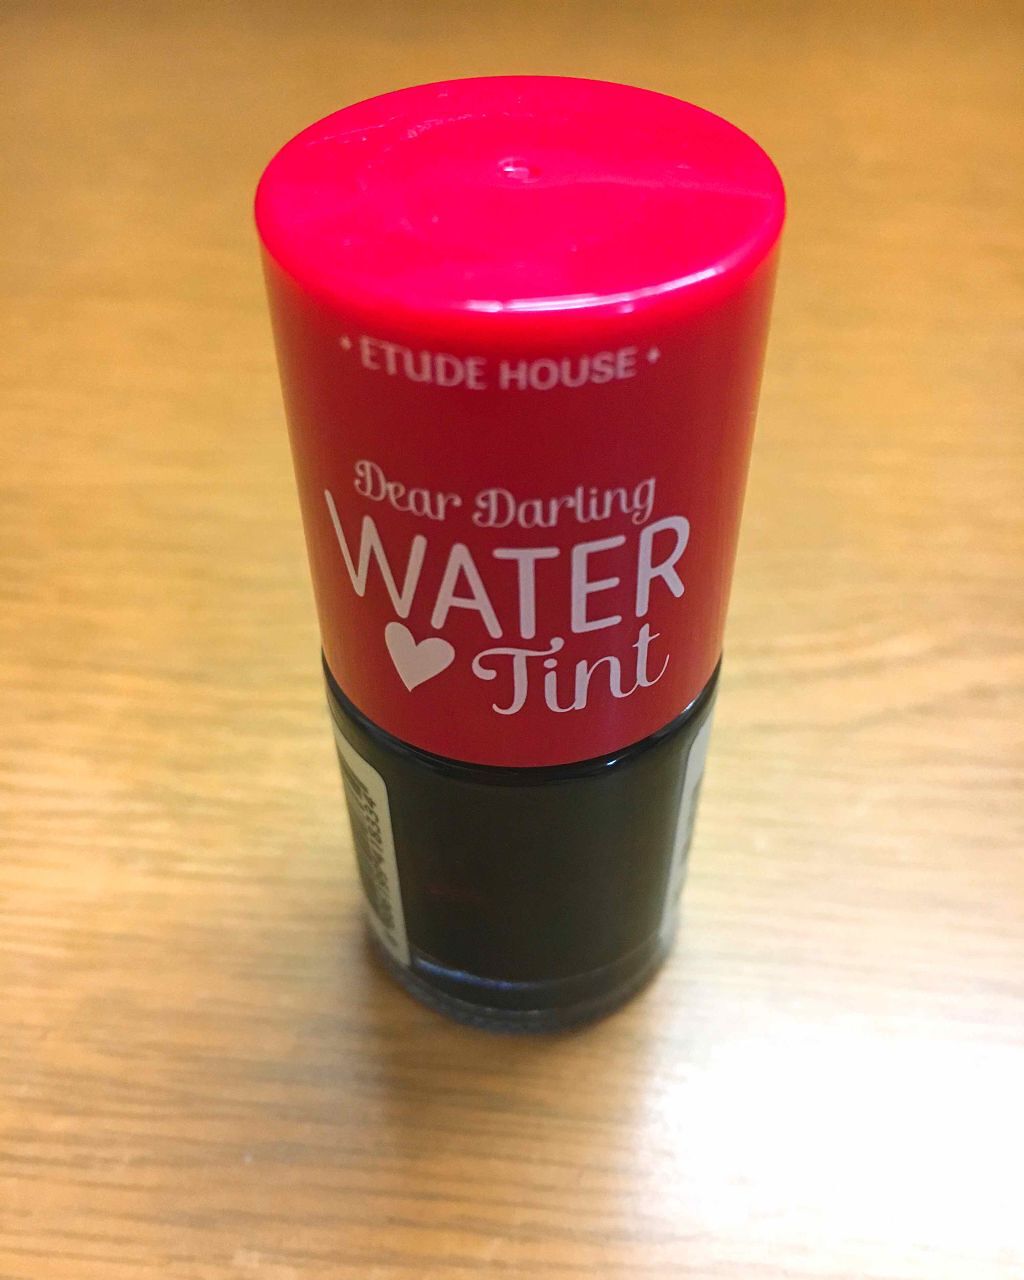 ETUDE HOUSE
Dear Darling
WATER
Tint